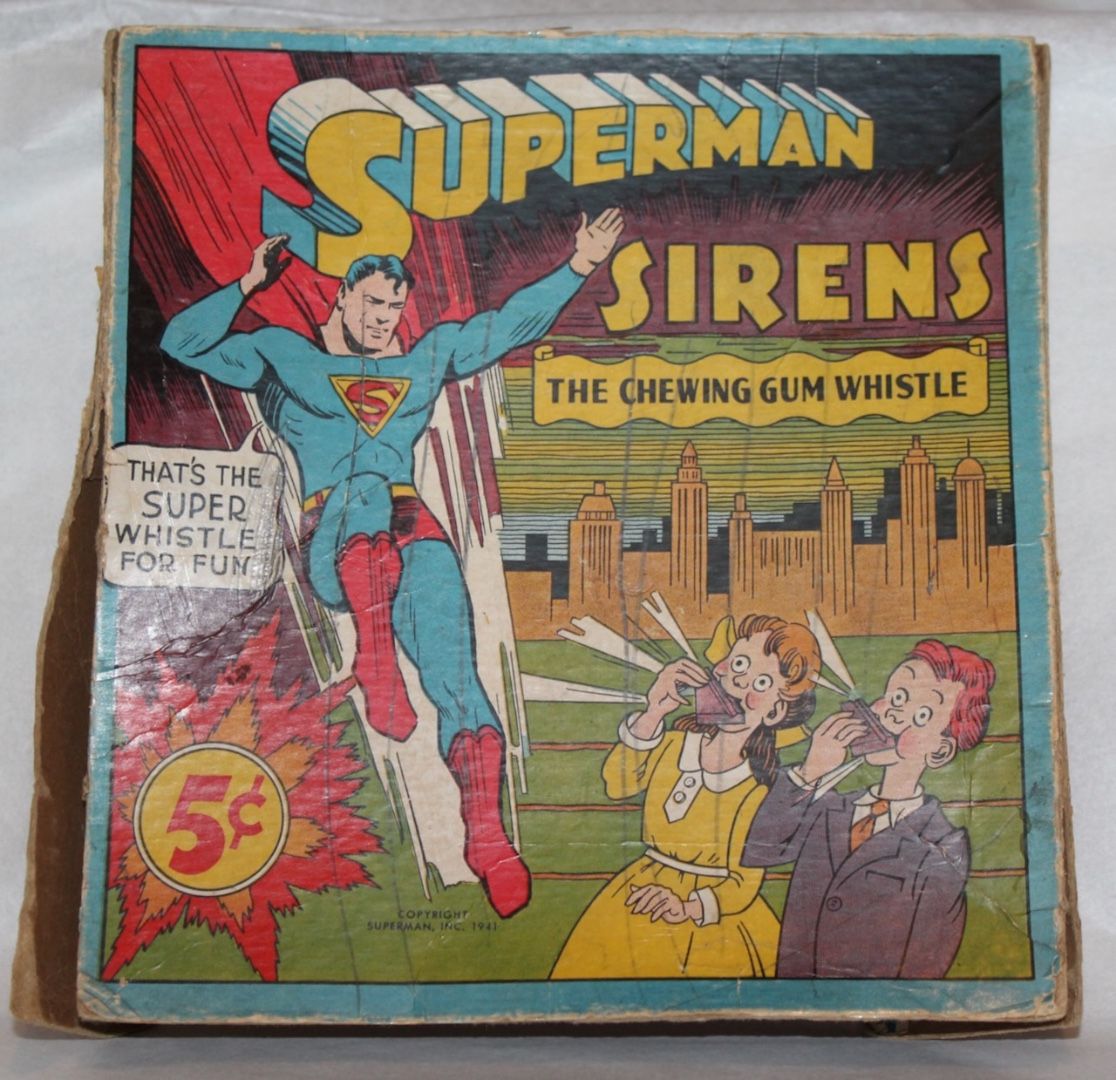 SUPERMAN
SIRENS
THE CHEWING GUM WHISTLE
S
THAT'S THE
SUPER
WHISTLE
FOR FUN
5¢
COPYRIGHT
SUPERMAN, INC. 1941